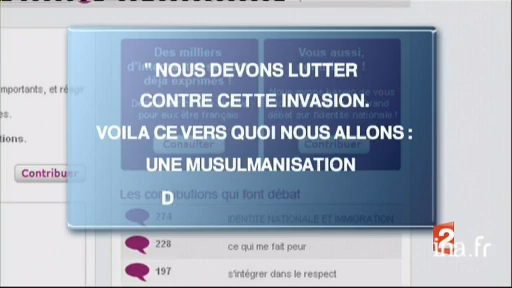 importants, et réag
es.
tions.
Contribuer
Des milliers
déjà exprimés !
Vous aussi,
" NOUS DEVONS LUTTER
CONTRE CETTE INVASION.
VOILA CE VERS QUOI NOUS ALLONS :
UNE MUSULMANISATION
D
Consulter
Contribuer
Les contributions qui font débat
274 IDENTITE NATIONALE ET IMMIGRATION
228 ce qui me fait peur
197 s'intégrer dans le respect
2
ina.fr